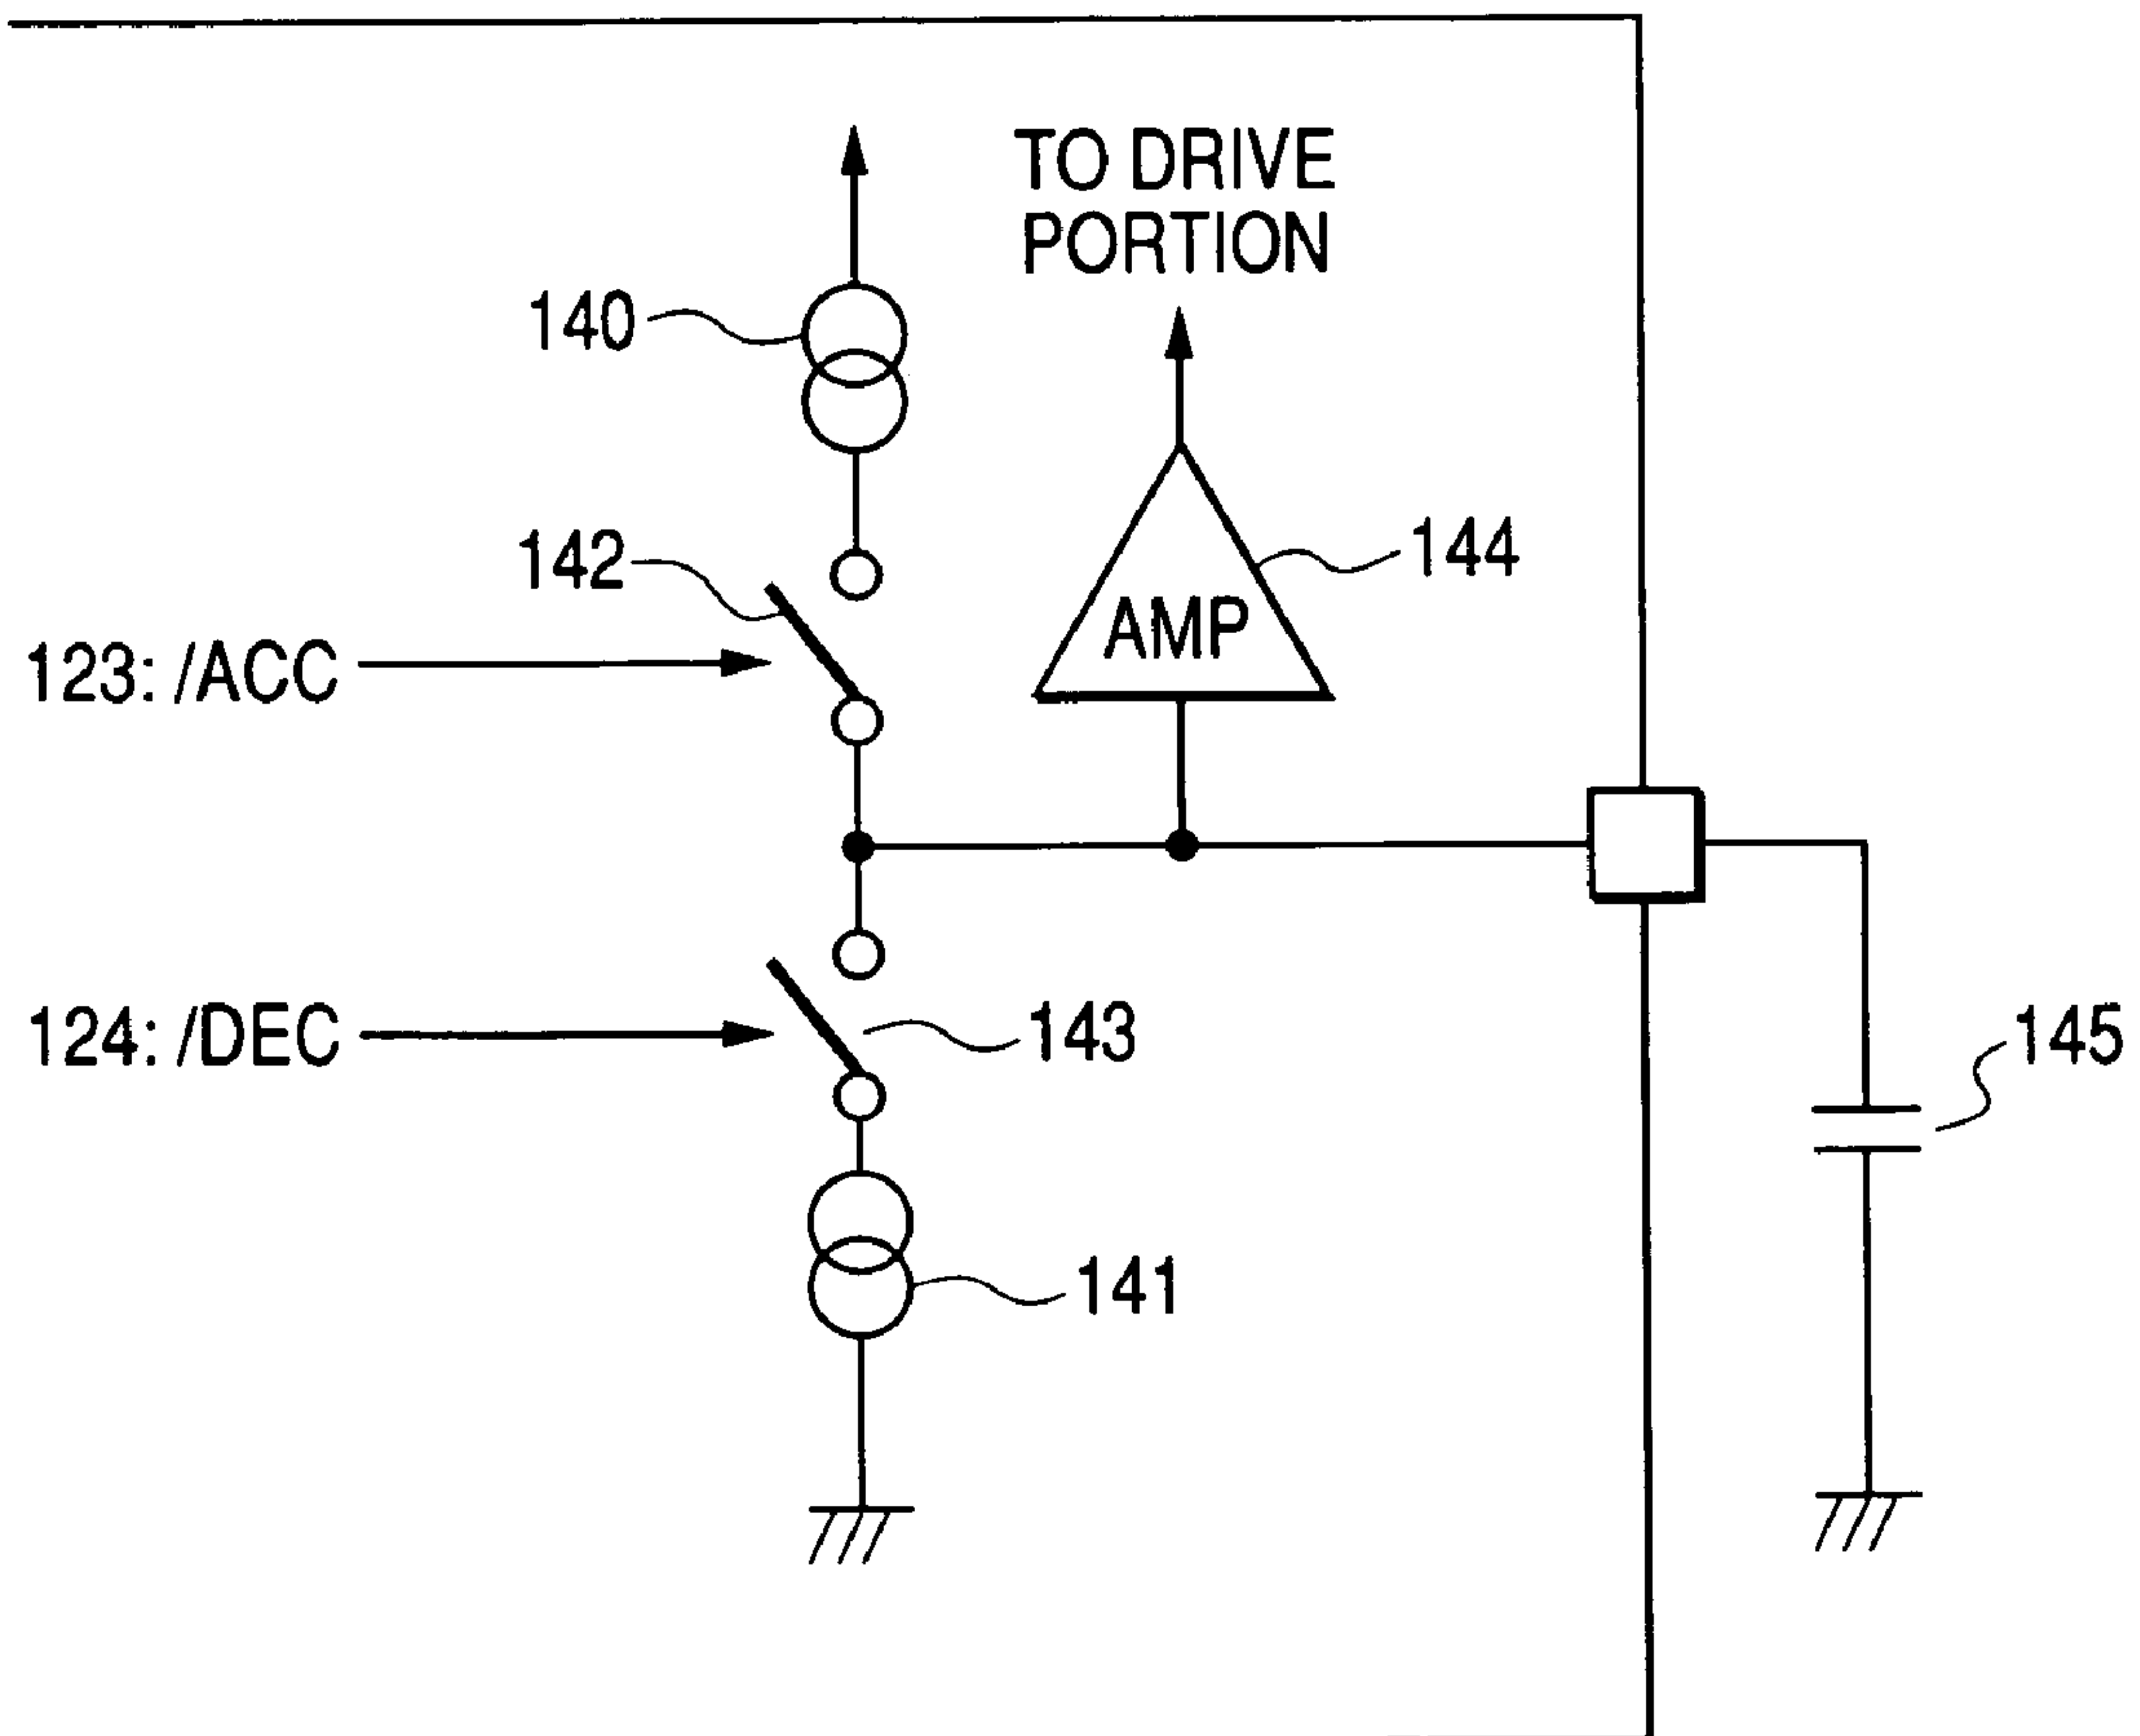 TO DRIVE
PORTION
140
142
144
AMP
123: /ACC
124: /DEC
143
145
141